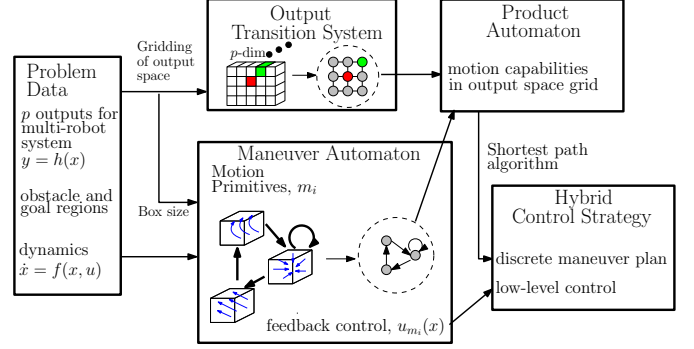 Problem
Data
p outputs for
multi-robot
system
y = h(x)
obstacle and
goal regions
dynamics
ẋ = f(x, u)
Gridding
of output
space
Box size
Output
Transition System
p-dim
Maneuver Automaton
Motion
Primitives, mᵢ
feedback control, u_{mᵢ}(x)
Product
Automaton
motion capabilities
in output space grid
Shortest path
algorithm
Hybrid
Control Strategy
discrete maneuver plan
low-level control